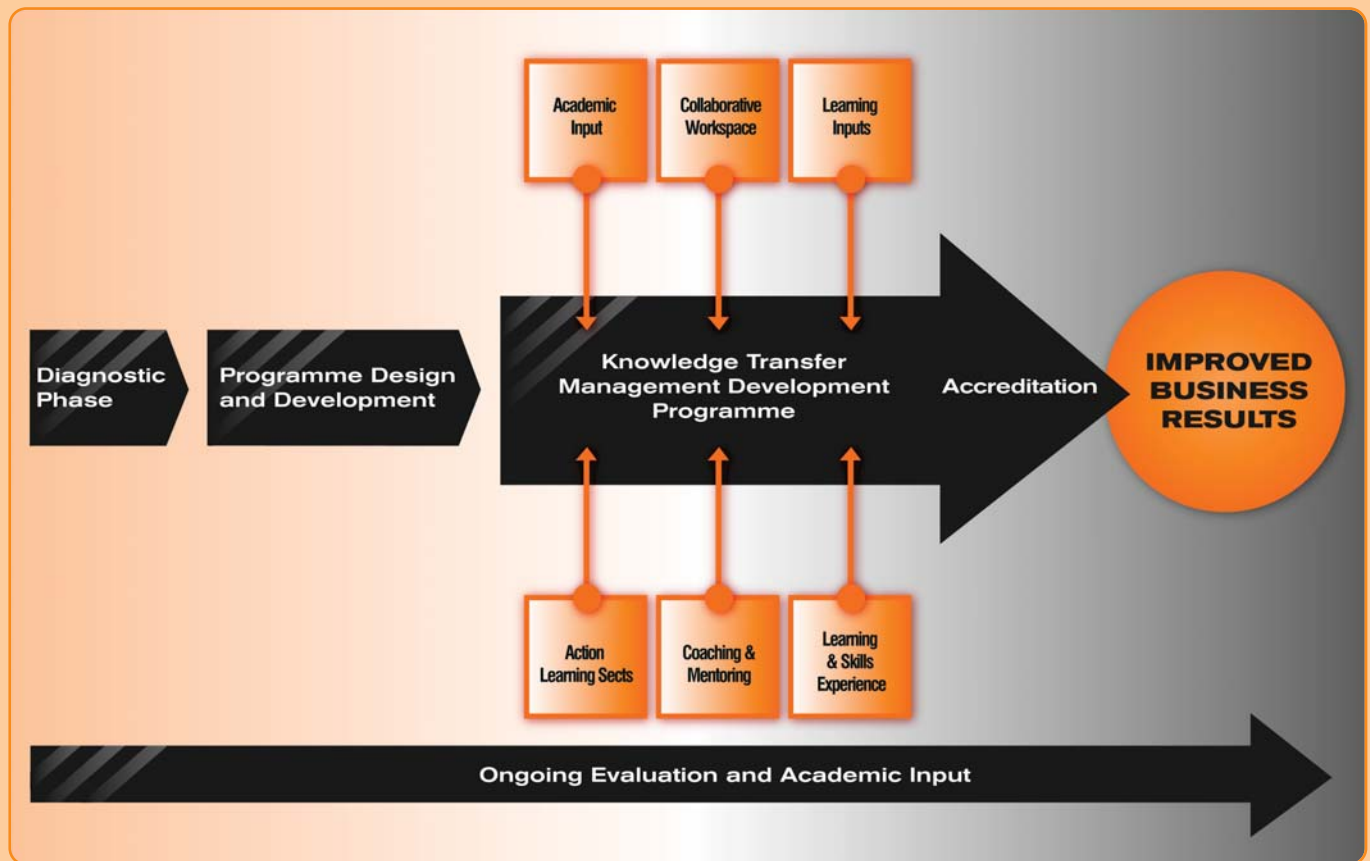 Academic
Input
Collaborative
Workspace
Learning
Inputs
Diagnostic
Phase
Programme Design
and Development
Knowledge Transfer
Management Development
Programme
Accreditation
IMPROVED
BUSINESS
RESULTS
Action
Learning Sects
Coaching &
Mentoring
Learning
& Skills
Experience
Ongoing Evaluation and Academic Input